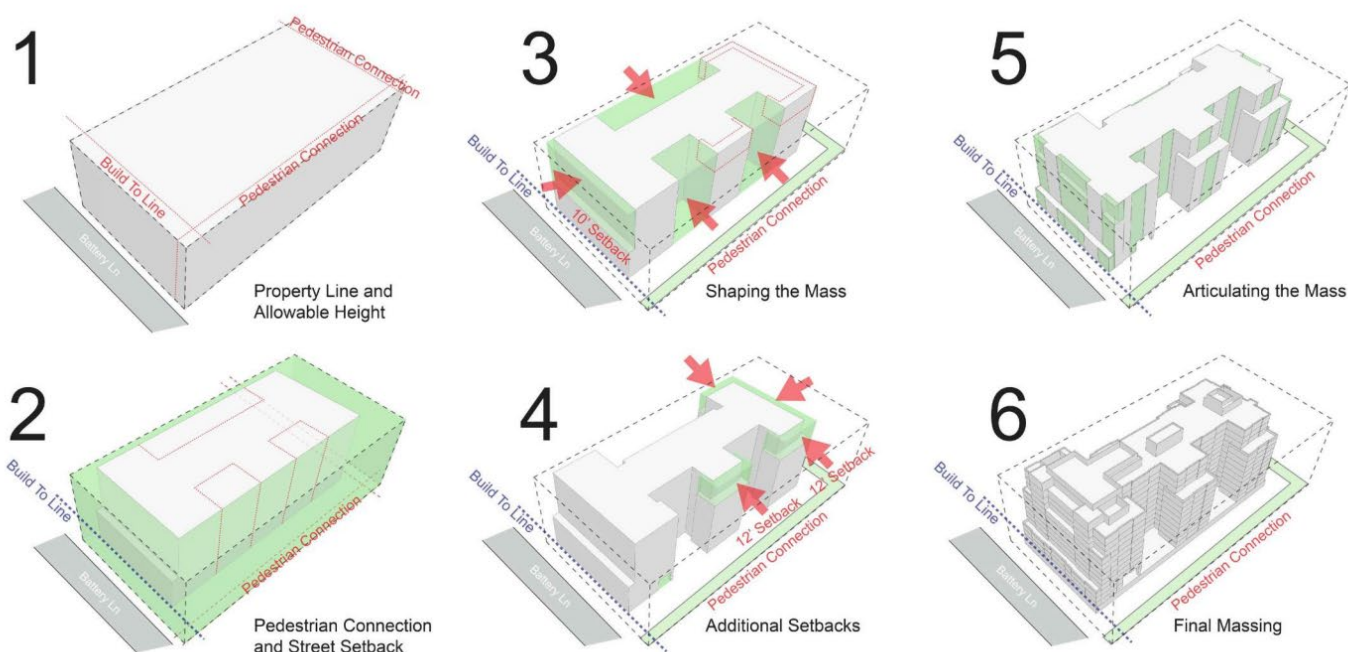 1
Pedestrian Connection
Build To Line
Pedestrian Connection
Battery Ln
Property Line and
Allowable Height
2
Build To Line
Pedestrian Connection
Battery Ln
Pedestrian Connection
and Street Setback
3
Build To Line
10' Setback
Pedestrian Connection
Battery Ln
Shaping the Mass
4
Build To Line
12' Setback
12' Setback
Pedestrian Connection
Battery Ln
Additional Setbacks
5
Build To Line
Pedestrian Connection
Battery Ln
Articulating the Mass
6
Build To Line
Pedestrian Connection
Battery Ln
Final Massing